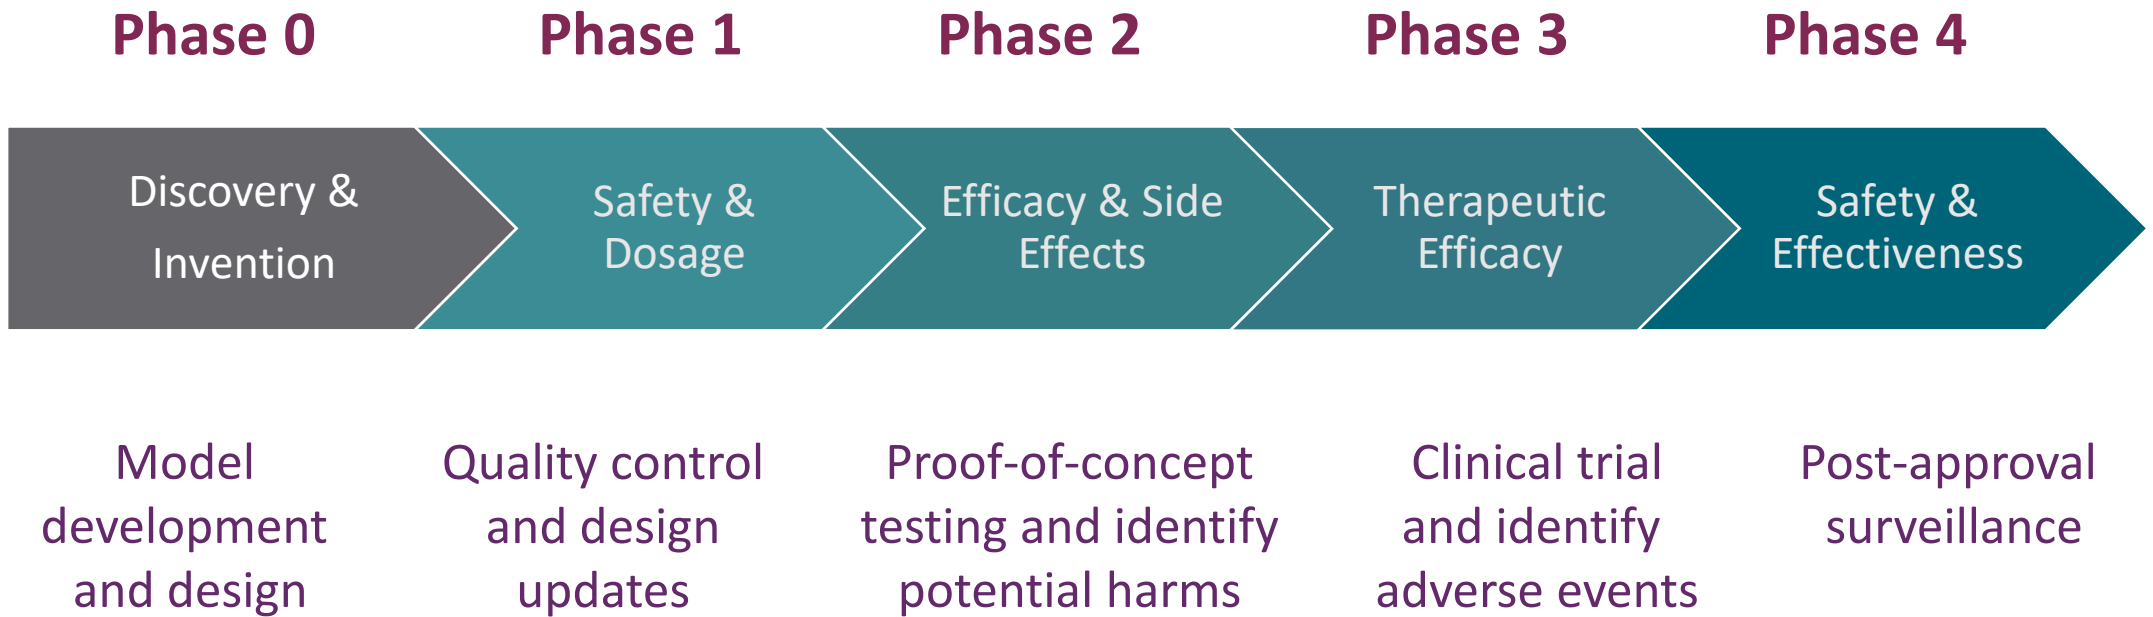 Phase 0
Phase 1
Phase 2
Phase 3
Phase 4
Discovery &
Invention
Safety &
Dosage
Efficacy & Side
Effects
Therapeutic
Efficacy
Safety &
Effectiveness
Model
development
and design
Quality control
and design
updates
Proof-of-concept
testing and identify
potential harms
Clinical trial
and identify
adverse events
Post-approval
surveillance